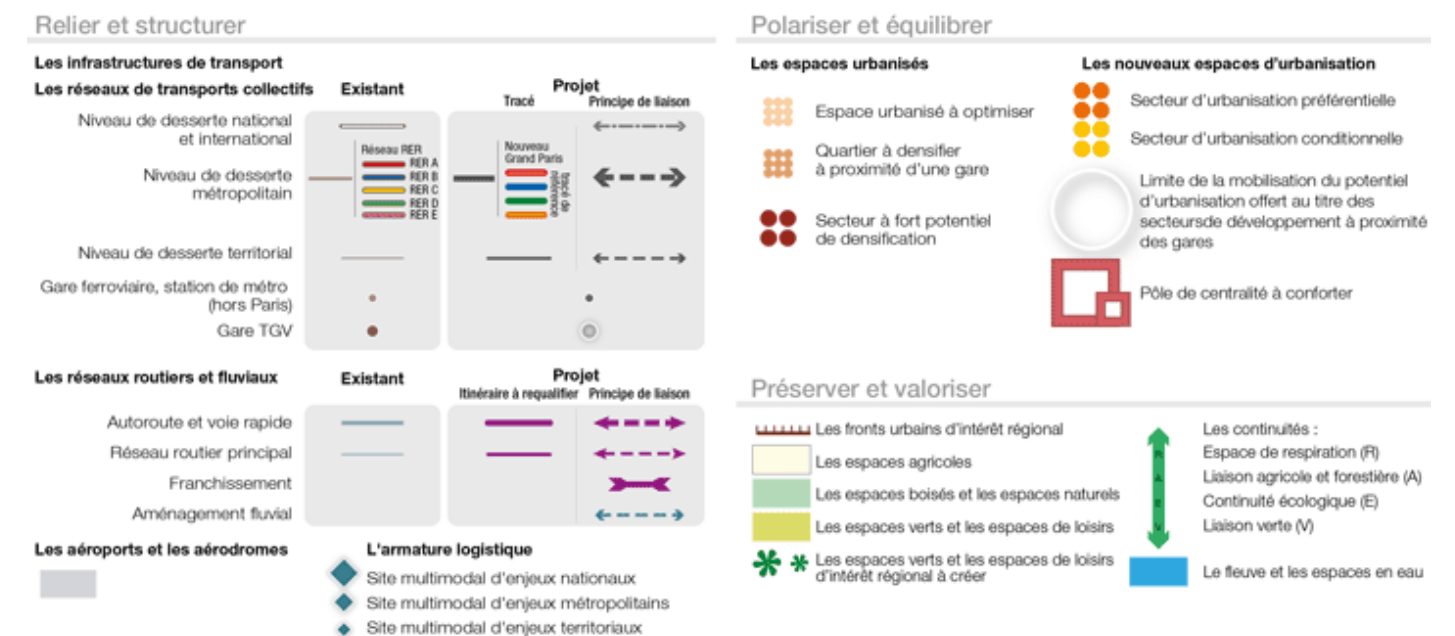 Relier et structurer
Les infrastructures de transport
Les réseaux de transports collectifs
Existant
Projet
Tracé
Principe de liaison
Niveau de desserte national
et international
Réseau RER
RER A
RER B
RER C
RER D
RER E
Nouveau
Grand Paris
tracé de
référence
Niveau de desserte
métropolitain
Niveau de desserte territorial
Gare ferroviaire, station de métro
(hors Paris)
Gare TGV
Les réseaux routiers et fluviaux
Existant
Projet
Itinéraire à requalifier
Principe de liaison
Autoroute et voie rapide
Réseau routier principal
Franchissement
Aménagement fluvial
Les aéroports et les aérodromes
L'armature logistique
Site multimodal d'enjeux nationaux
Site multimodal d'enjeux métropolitains
Site multimodal d'enjeux territoriaux
Polariser et équilibrer
Les espaces urbanisés
Espace urbanisé à optimiser
Quartier à densifier
à proximité d'une gare
Secteur à fort potentiel
de densification
Les nouveaux espaces d'urbanisation
Secteur d'urbanisation préférentielle
Secteur d'urbanisation conditionnelle
Limite de la mobilisation du potentiel
d'urbanisation offert au titre des
secteursde développement à proximité
des gares
Pôle de centralité à conforter
Préserver et valoriser
Les fronts urbains d'intérêt régional
Les espaces agricoles
Les espaces boisés et les espaces naturels
Les espaces verts et les espaces de loisirs
Les espaces verts et les espaces de loisirs
d'intérêt régional à créer
R
A
E
V
Les continuités :
Espace de respiration (R)
Liaison agricole et forestière (A)
Continuité écologique (E)
Liaison verte (V)
Le fleuve et les espaces en eau